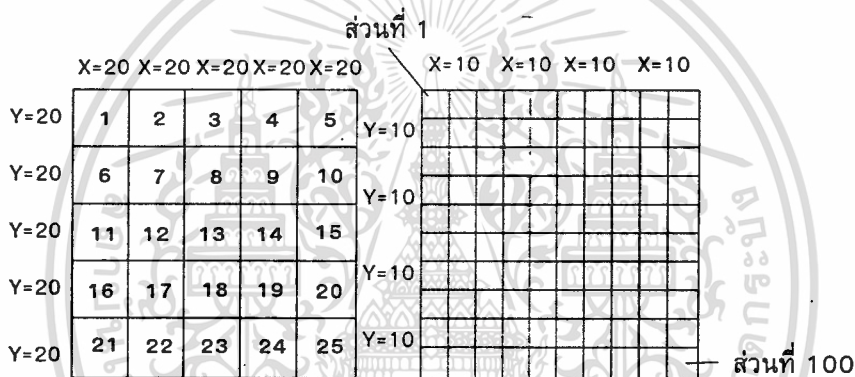 ส่วนที่ 1
X=20 X=20 X=20 X=20 X=20
X=10 X=10 X=10 X=10
Y=20 1 2 3 4 5
Y=10
Y=20 6 7 8 9 10
Y=10
Y=20 11 12 13 14 15
Y=20 16 17 18 19 20
Y=10
Y=20 21 22 23 24 25
Y=10
ส่วนที่ 100